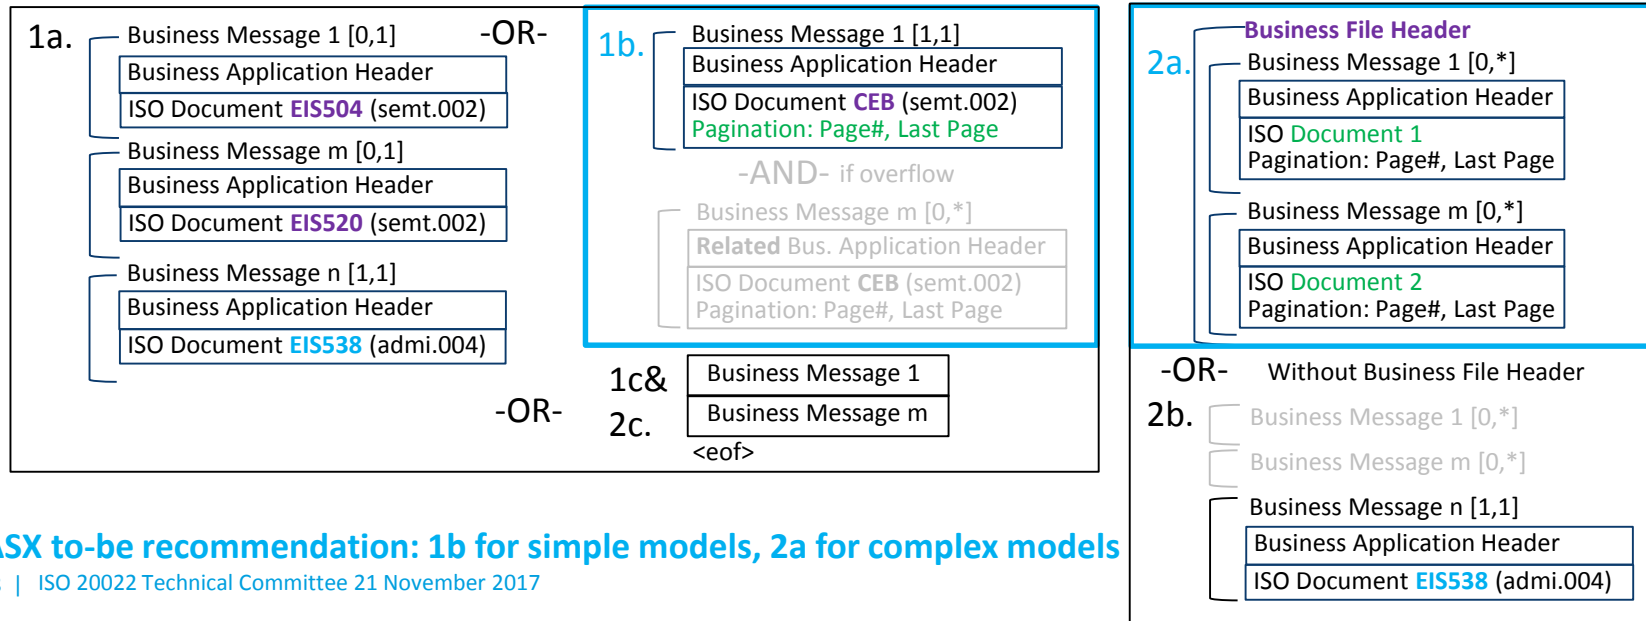 1a.
Business Message 1 [0,1]
Business Application Header
ISO Document EIS504 (semt.002)
Business Message m [0,1]
Business Application Header
ISO Document EIS520 (semt.002)
Business Message n [1,1]
Business Application Header
ISO Document EIS538 (admi.004)
-OR-
1b.
Business Message 1 [1,1]
Business Application Header
ISO Document CEB (semt.002)
Pagination: Page#, Last Page
-AND- if overflow
Business Message m [0,*]
Related Bus. Application Header
ISO Document CEB (semt.002)
Pagination: Page#, Last Page
-OR-
1c&
2c.
Business Message 1
Business Message m
<eof>
Business File Header
2a.
Business Message 1 [0,*]
Business Application Header
ISO Document 1
Pagination: Page#, Last Page
Business Message m [0,*]
Business Application Header
ISO Document 2
Pagination: Page#, Last Page
-OR- Without Business File Header
2b.
Business Message 1 [0,*]
Business Message m [0,*]
Business Message n [1,1]
Business Application Header
ISO Document EIS538 (admi.004)
ASX to-be recommendation: 1b for simple models, 2a for complex models
| ISO 20022 Technical Committee 21 November 2017